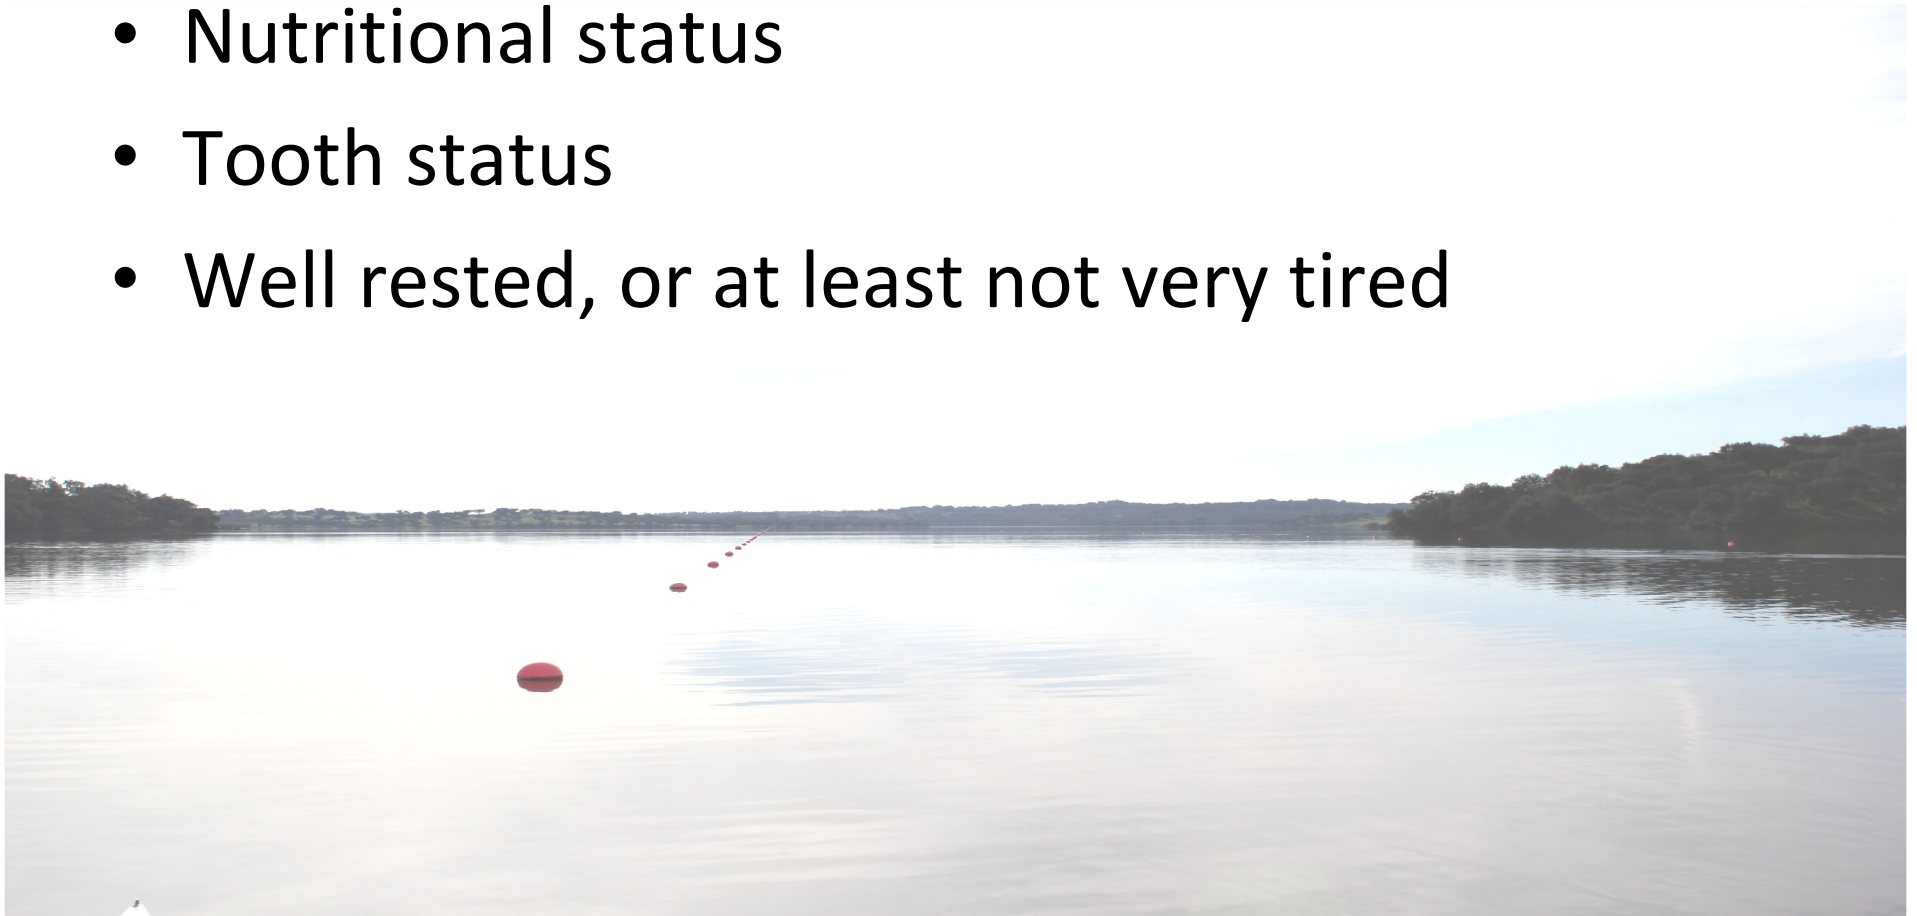 • Nutritional status
• Tooth status
• Well rested, or at least not very tired